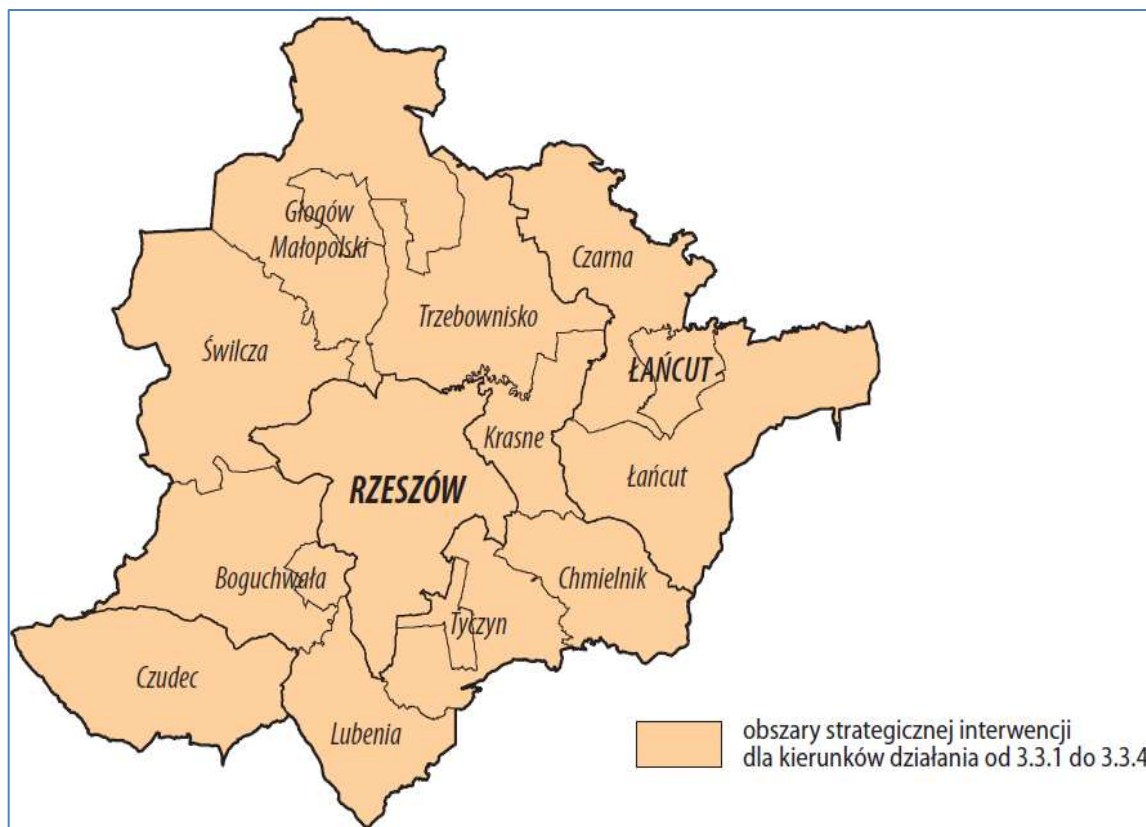 Głogów
Małopolski
Czarna
Trzebownisko
Świlcza
ŁAŃCUT
Krasne
RZESZÓW
Łańcut
Boguchwała
Chmielnik
Tyczyn
Czudec
Lubenia
obszary strategicznej interwencji
dla kierunków działania od 3.3.1 do 3.3.4